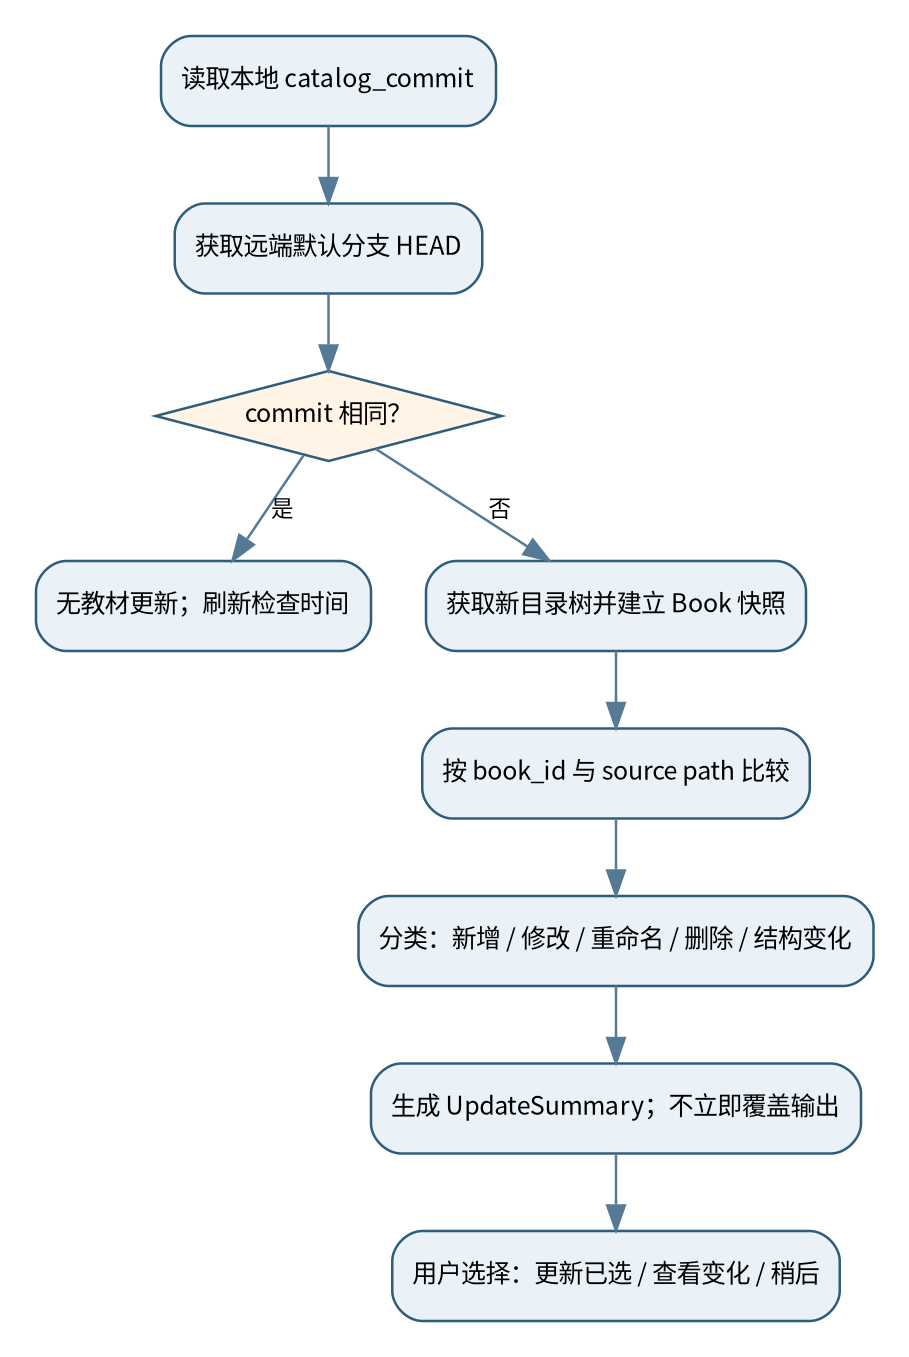 读取本地 catalog_commit
获取远端默认分支 HEAD
commit 相同？
是
否
无教材更新；刷新检查时间
获取新目录树并建立 Book 快照
按 book_id 与 source path 比较
分类：新增 / 修改 / 重命名 / 删除 / 结构变化
生成 UpdateSummary；不立即覆盖输出
用户选择：更新已选 / 查看变化 / 稍后